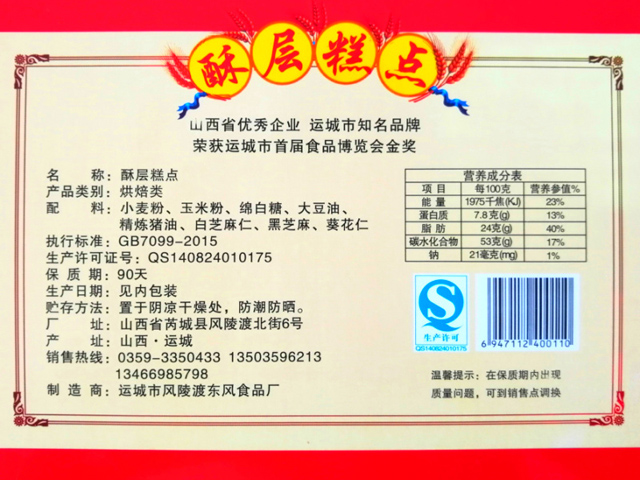 酥层糕点
山西省优秀企业 运城市知名品牌
荣获运城市首届食品博览会金奖
名 称：酥层糕点
产品类别：烘焙类
配 料：小麦粉、玉米粉、绵白糖、大豆油、
精炼猪油、白芝麻仁、黑芝麻、葵花仁
执行标准：GB7099-2015
生产许可证号：QS140824010175
保 质 期：90天
生产日期：见内包装
贮存方法：置于阴凉干燥处，防潮防晒。
厂 址：山西省芮城县风陵渡北街6号
产 址：山西·运城
销售热线：0359-3350433 13503596213
13466985798
制 造 商：运城市风陵渡东风食品厂
营养成分表
项 目 每100克 营养参值%
能 量 1975千焦(KJ) 23%
蛋白质 7.8克(g) 13%
脂 肪 24克(g) 40%
碳水化合物 53克(g) 17%
钠 21毫克(mg) 1%
QS
生产许可
QS140824010175
6 947112 400110
温馨提示：在保质期内出现
质量问题，可到销售点调换